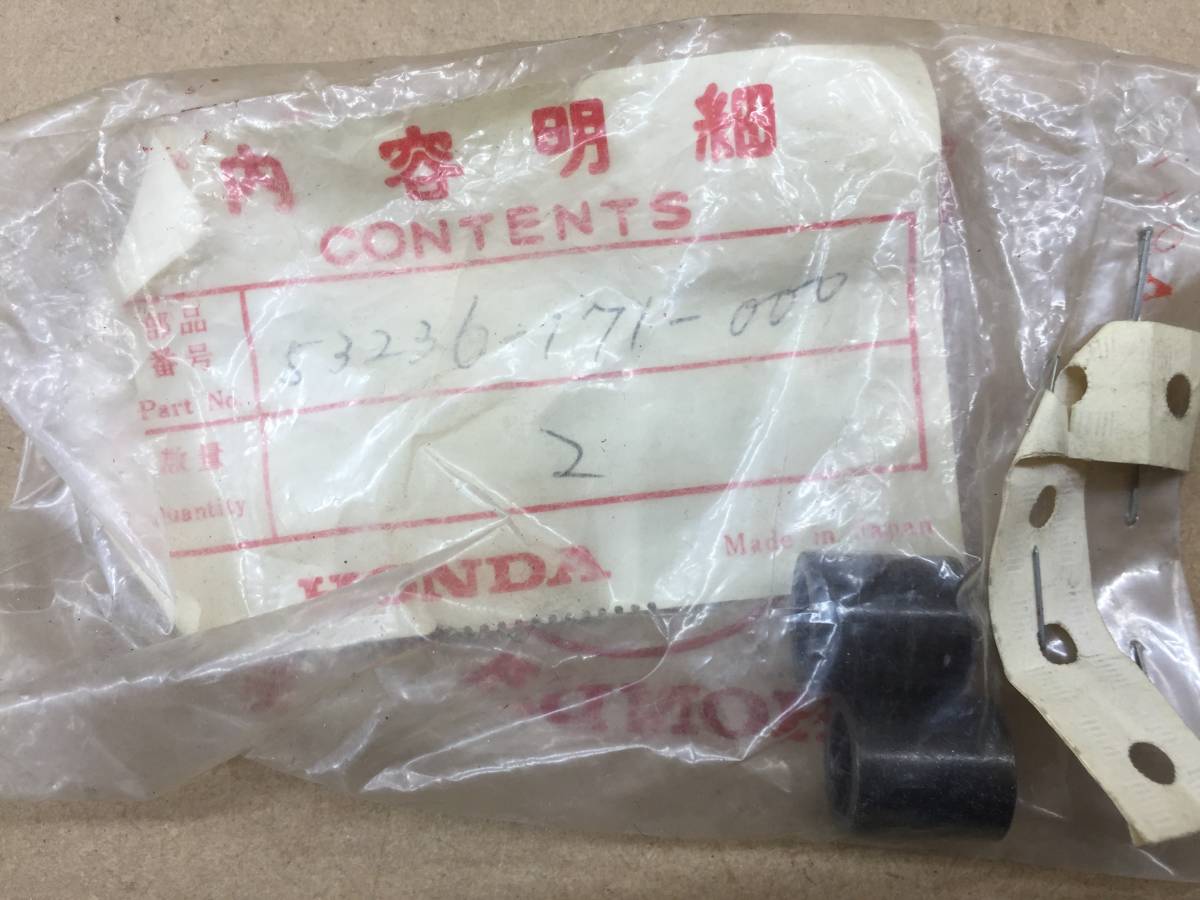 内容明細
CONTENTS
部品
番号
Part No.
53236-171-000
数量
Quantity
2
Made in Japan
HONDA